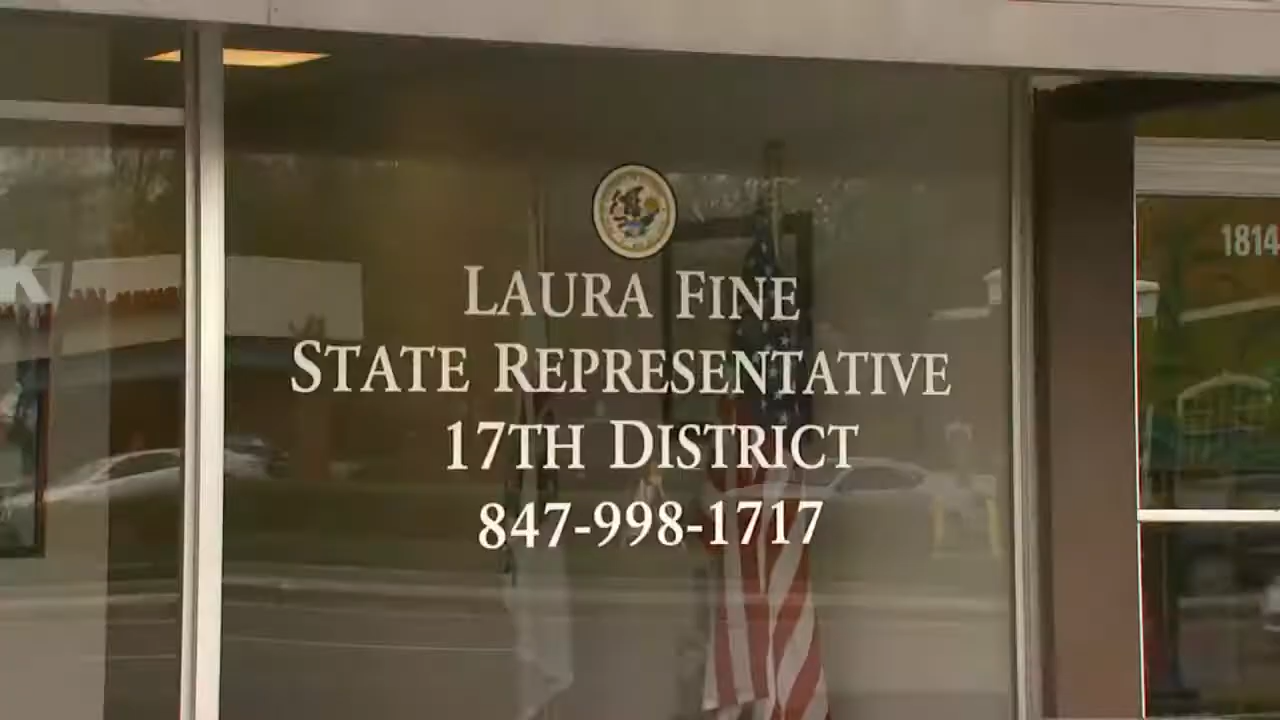 LAURA FINE
STATE REPRESENTATIVE
17TH DISTRICT
847-998-1717
K
1814